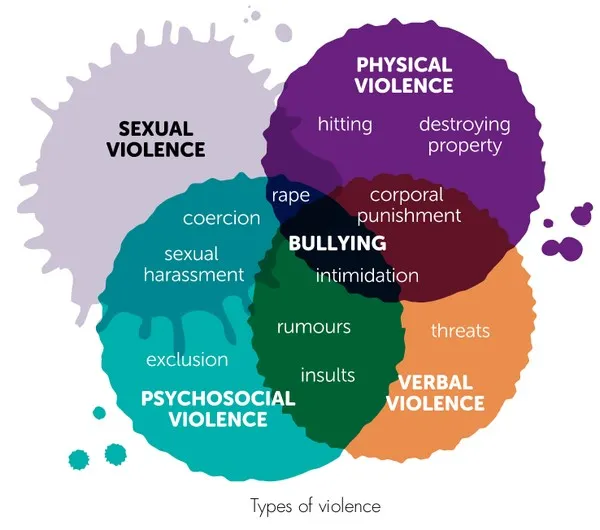 PHYSICAL
VIOLENCE
hitting
destroying
property
SEXUAL
VIOLENCE
rape
corporal
punishment
coercion
BULLYING
sexual
harassment
intimidation
rumours
threats
exclusion
insults
PSYCHOSOCIAL
VIOLENCE
VERBAL
VIOLENCE
Types of violence